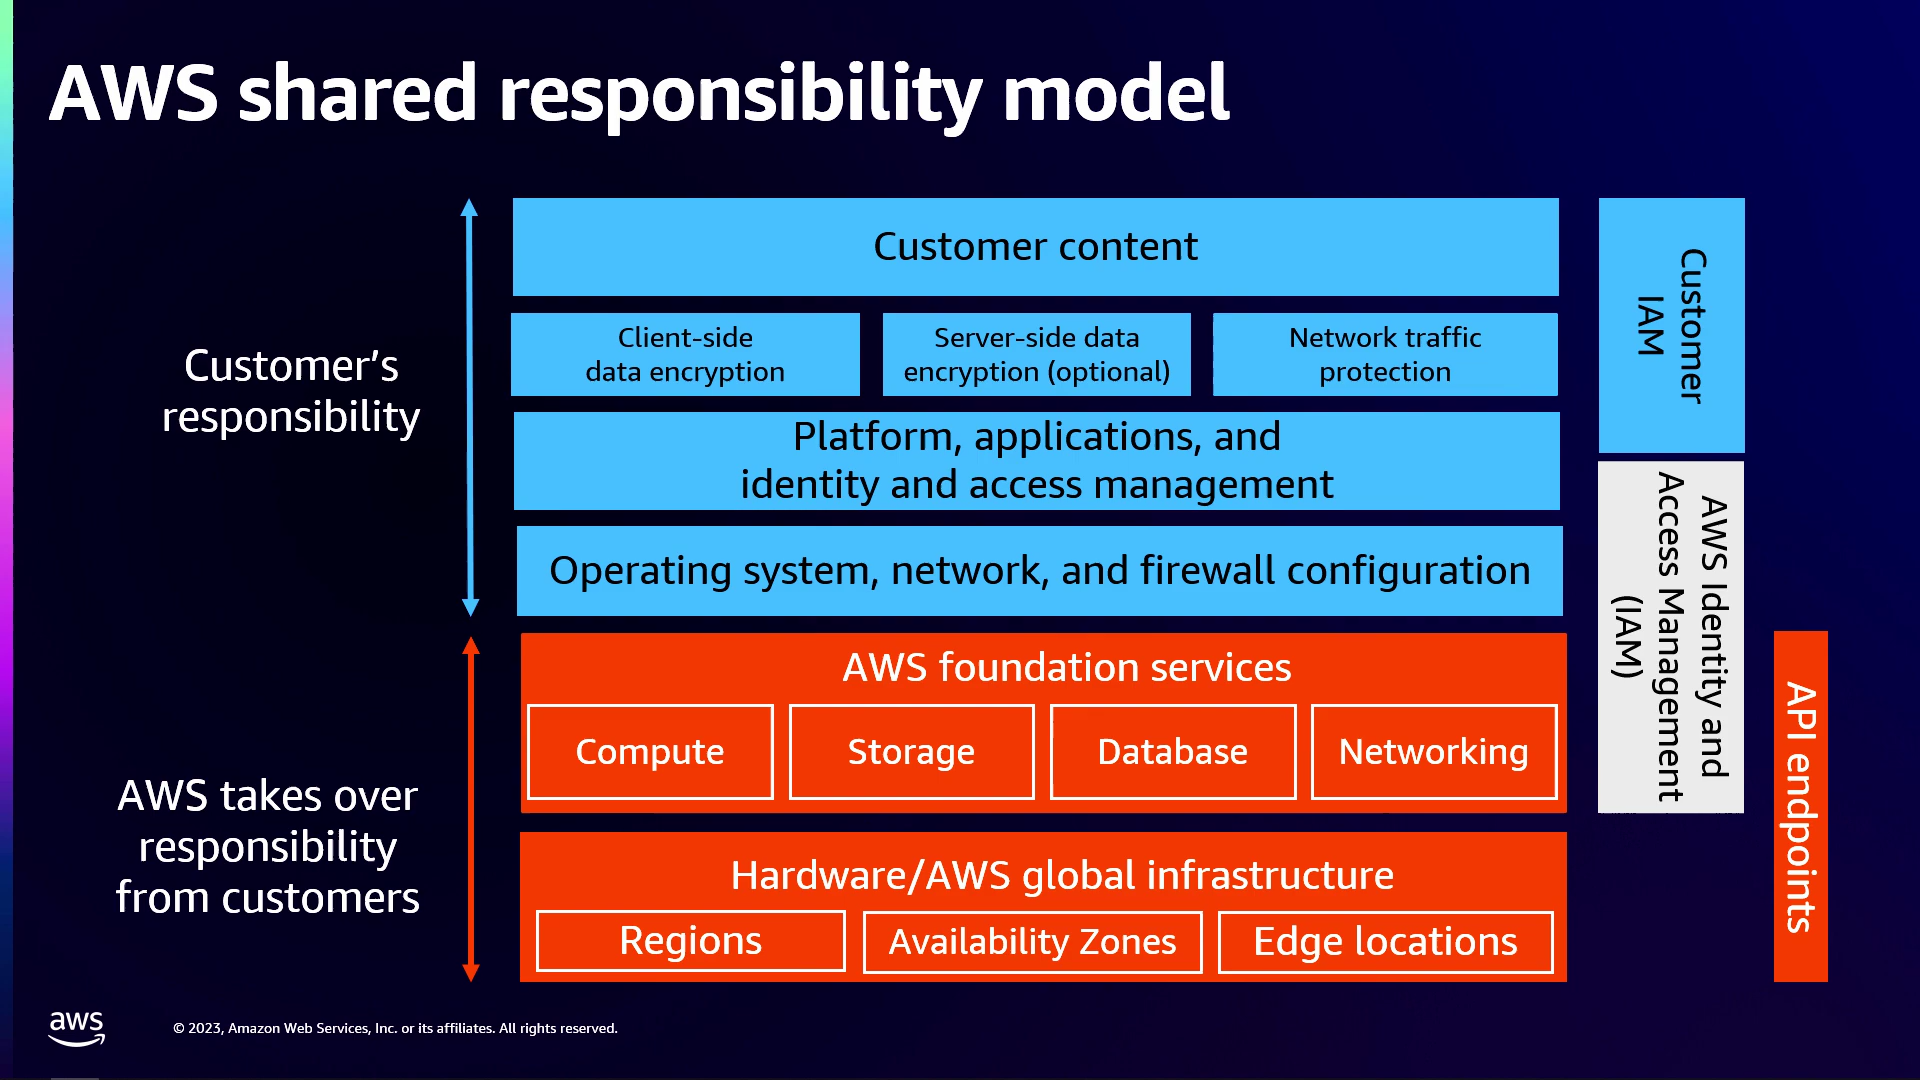 AWS shared responsibility model
Customer's
responsibility
Customer content
Client-side
data encryption
Server-side data
encryption (optional)
Network traffic
protection
Platform, applications, and
identity and access management
Operating system, network, and firewall configuration
AWS takes over
responsibility
from customers
AWS foundation services
Compute
Storage
Database
Networking
Hardware/AWS global infrastructure
Regions
Availability Zones
Edge locations
Customer
IAM
AWS Identity and
Access Management
(IAM)
API endpoints
aws
© 2023, Amazon Web Services, Inc. or its affiliates. All rights reserved.